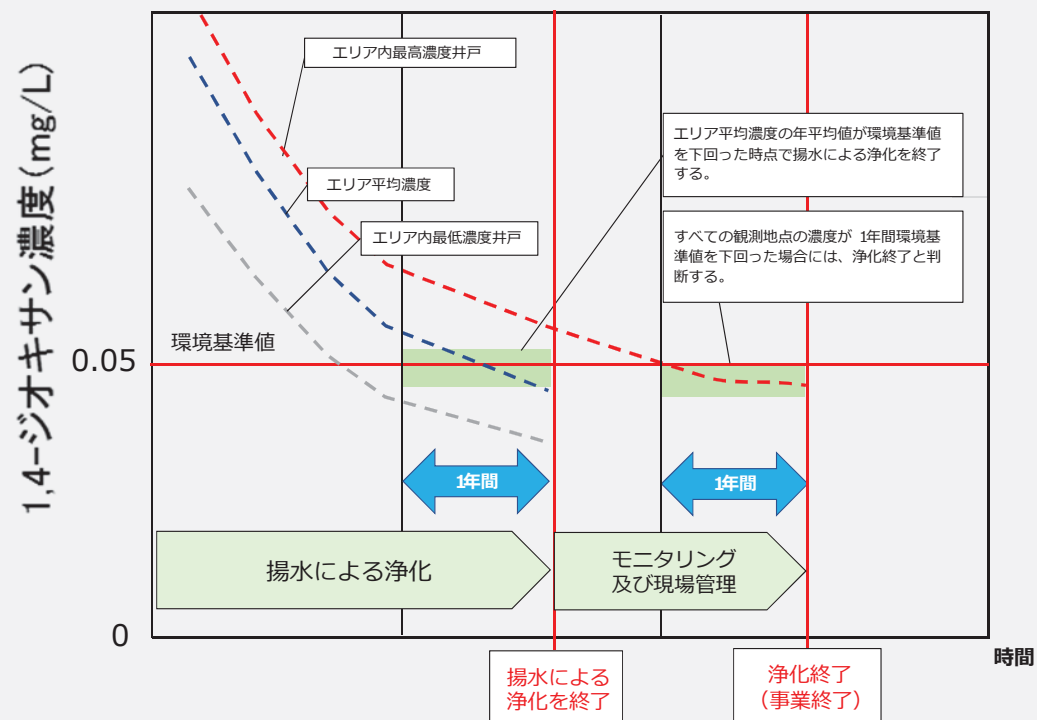 1,4-ジオキサン濃度(mg/L)
エリア内最高濃度井戸
エリア平均濃度
エリア内最低濃度井戸
エリア平均濃度の年平均値が環境基準値
を下回った時点で揚水による浄化を終了
する。
すべての観測地点の濃度が 1年間環境基
準値を下回った場合には、浄化終了と判
断する。
環境基準値
0.05
1年間
1年間
揚水による浄化
モニタリング
及び現場管理
0
時間
揚水による
浄化を終了
浄化終了
（事業終了）